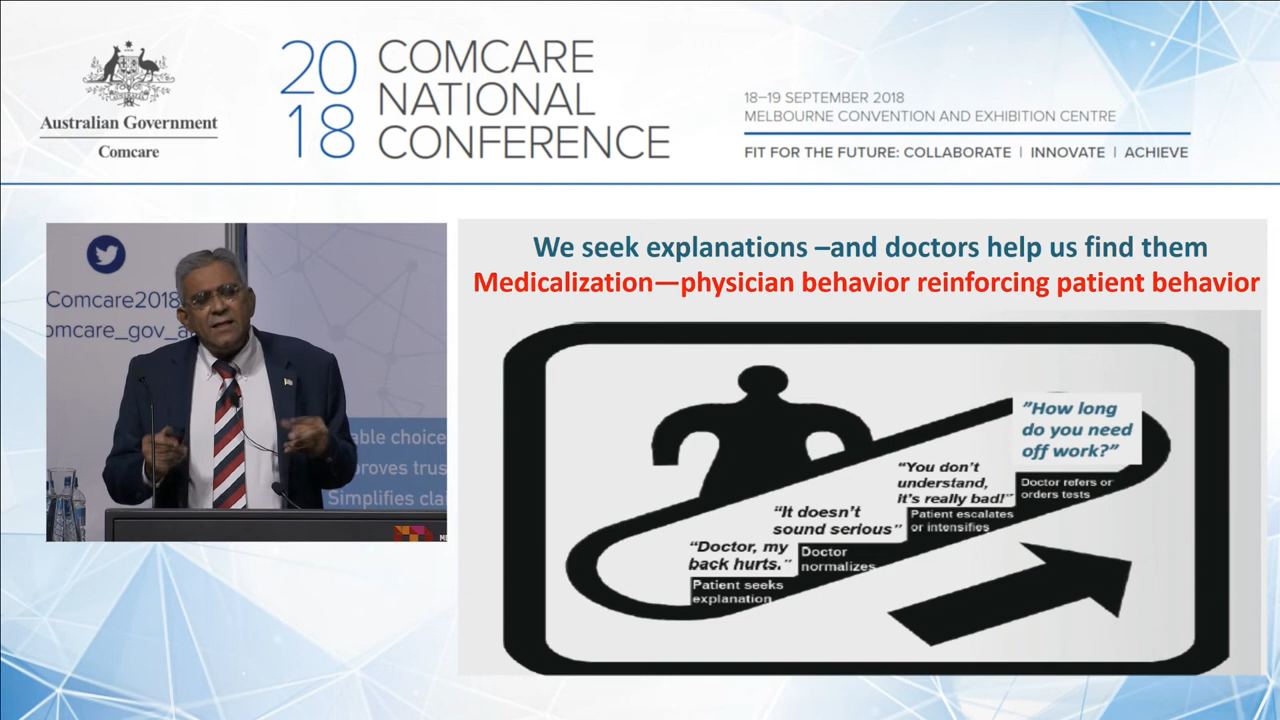 Australian Government
Comcare
20
18
COMCARE
NATIONAL
CONFERENCE
18–19 SEPTEMBER 2018
MELBOURNE CONVENTION AND EXHIBITION CENTRE
FIT FOR THE FUTURE: COLLABORATE | INNOVATE | ACHIEVE
Comcare2018
omcare_gov_a
able choice
proves trus
Simplifies clai
We seek explanations –and doctors help us find them
Medicalization—physician behavior reinforcing patient behavior
”How long
do you need
off work?”
Doctor refers or
orders tests
“You don’t
understand,
it’s really bad!”
Patient escalates
or intensifies
“It doesn’t
sound serious”
Doctor
normalizes
“Doctor, my
back hurts.”
Patient seeks
explanation